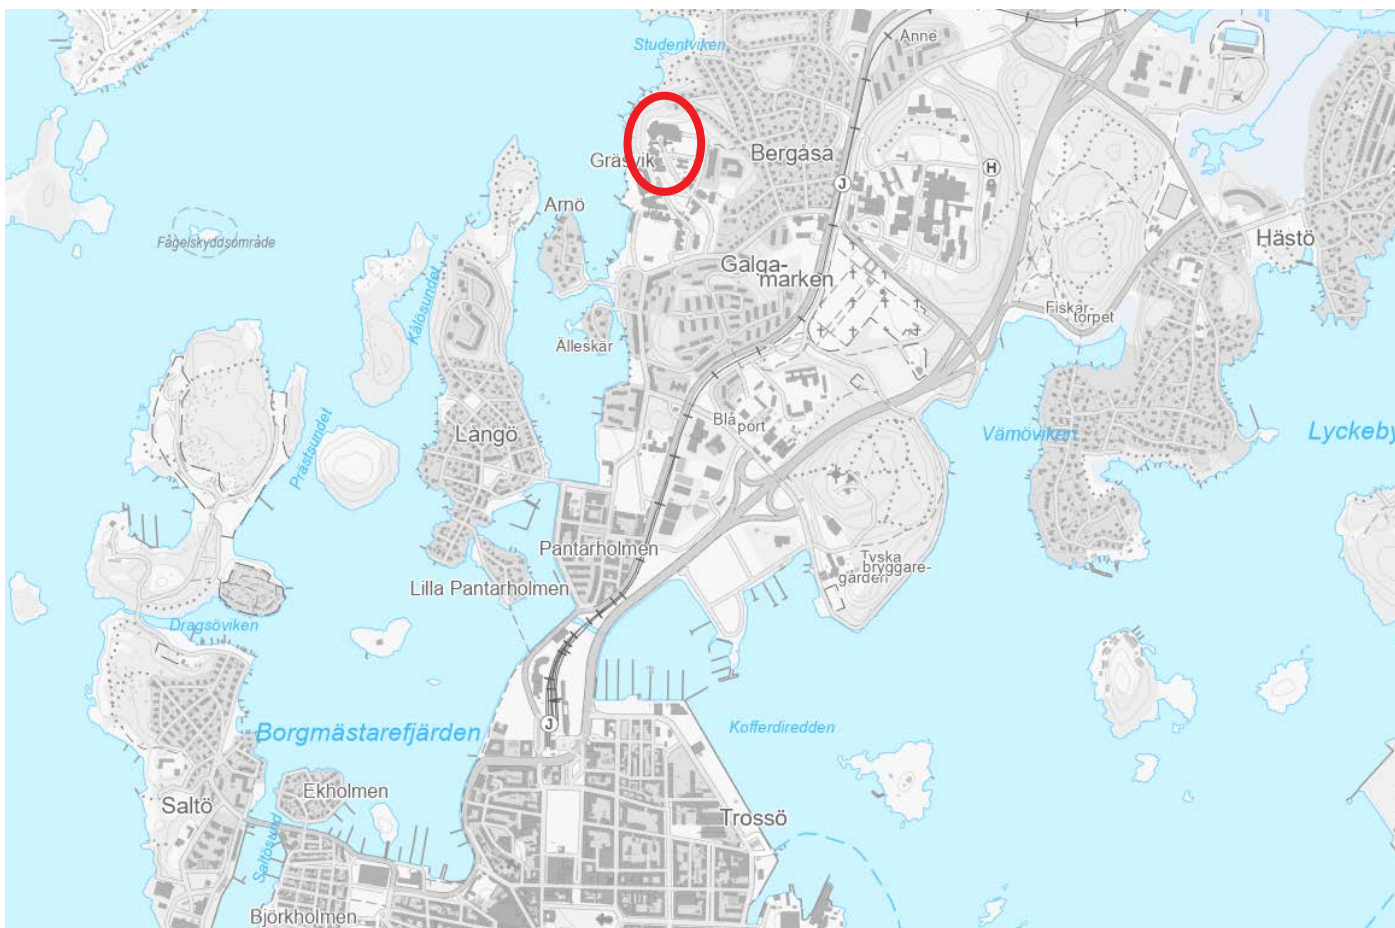 Anne
Studentviken
Gräsvik
Bergåsa
H
J
Arnö
Hästö
Fågelskyddsområde
Galga-
marken
Kålösundet
Fiskar-
torpet
Älleskär
Blå
port
Långö
Vämöviken
Lyckeby
Prästsundet
Pantarholmen
Tyska
bryggare-
gården
Lilla Pantarholmen
Dragsöviken
J
Kofferdiredden
Borgmästarefjärden
Ekholmen
Saltö
Trossö
Saltösund
Björkholmen